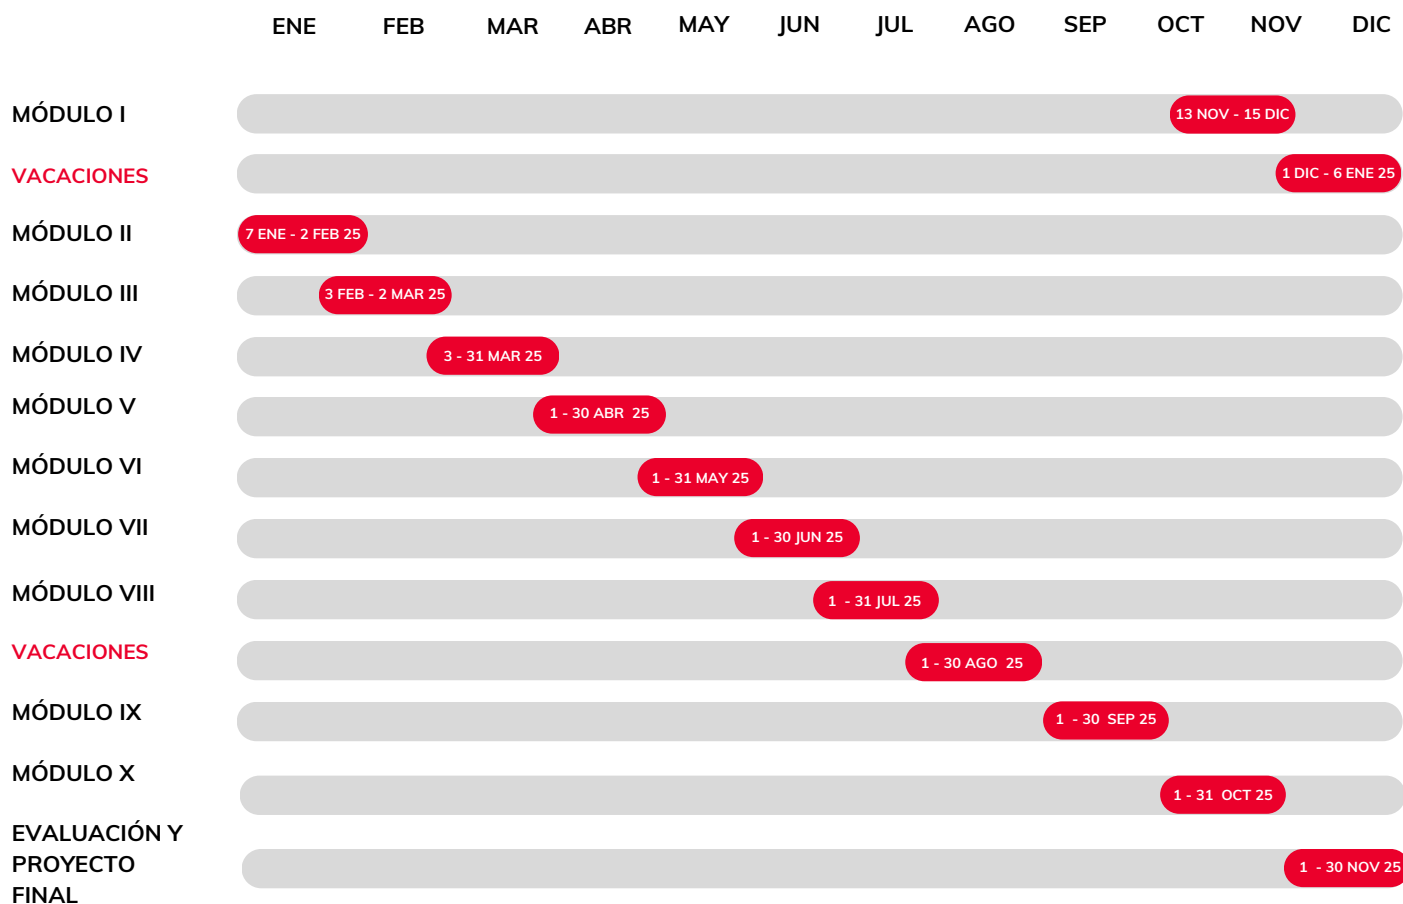 ENE FEB MAR ABR MAY JUN JUL AGO SEP OCT NOV DIC
MÓDULO I 13 NOV - 15 DIC
VACACIONES 1 DIC - 6 ENE 25
MÓDULO II 7 ENE - 2 FEB 25
MÓDULO III 3 FEB - 2 MAR 25
MÓDULO IV 3 - 31 MAR 25
MÓDULO V 1 - 30 ABR 25
MÓDULO VI 1 - 31 MAY 25
MÓDULO VII 1 - 30 JUN 25
MÓDULO VIII 1 - 31 JUL 25
VACACIONES 1 - 30 AGO 25
MÓDULO IX 1 - 30 SEP 25
MÓDULO X 1 - 31 OCT 25
EVALUACIÓN Y
PROYECTO 1 - 30 NOV 25
FINAL